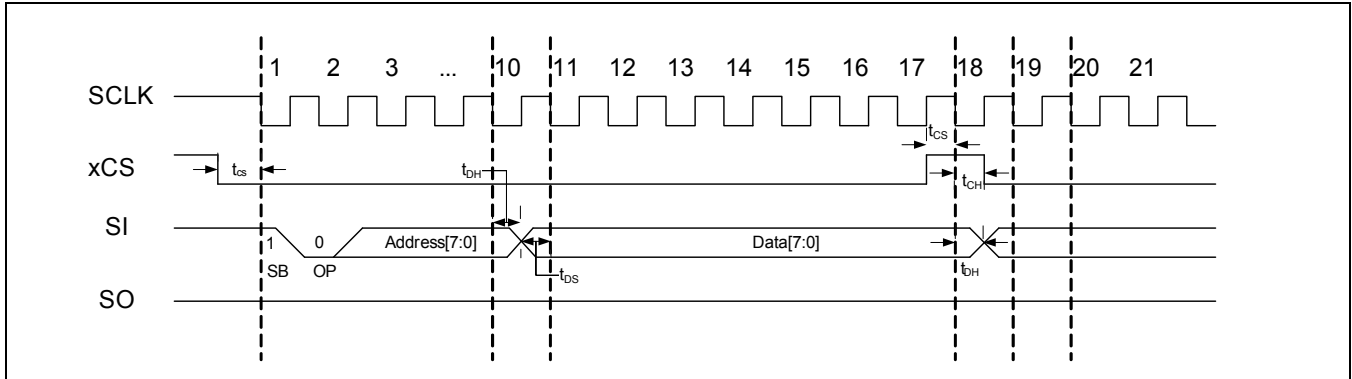 1 2 3 ... 10 11 12 13 14 15 16 17 18 19 20 21
SCLK
tCS
xCS tcs tDH tCH
SI 1 0 Address[7:0] Data[7:0]
SB OP tDS tDH
SO